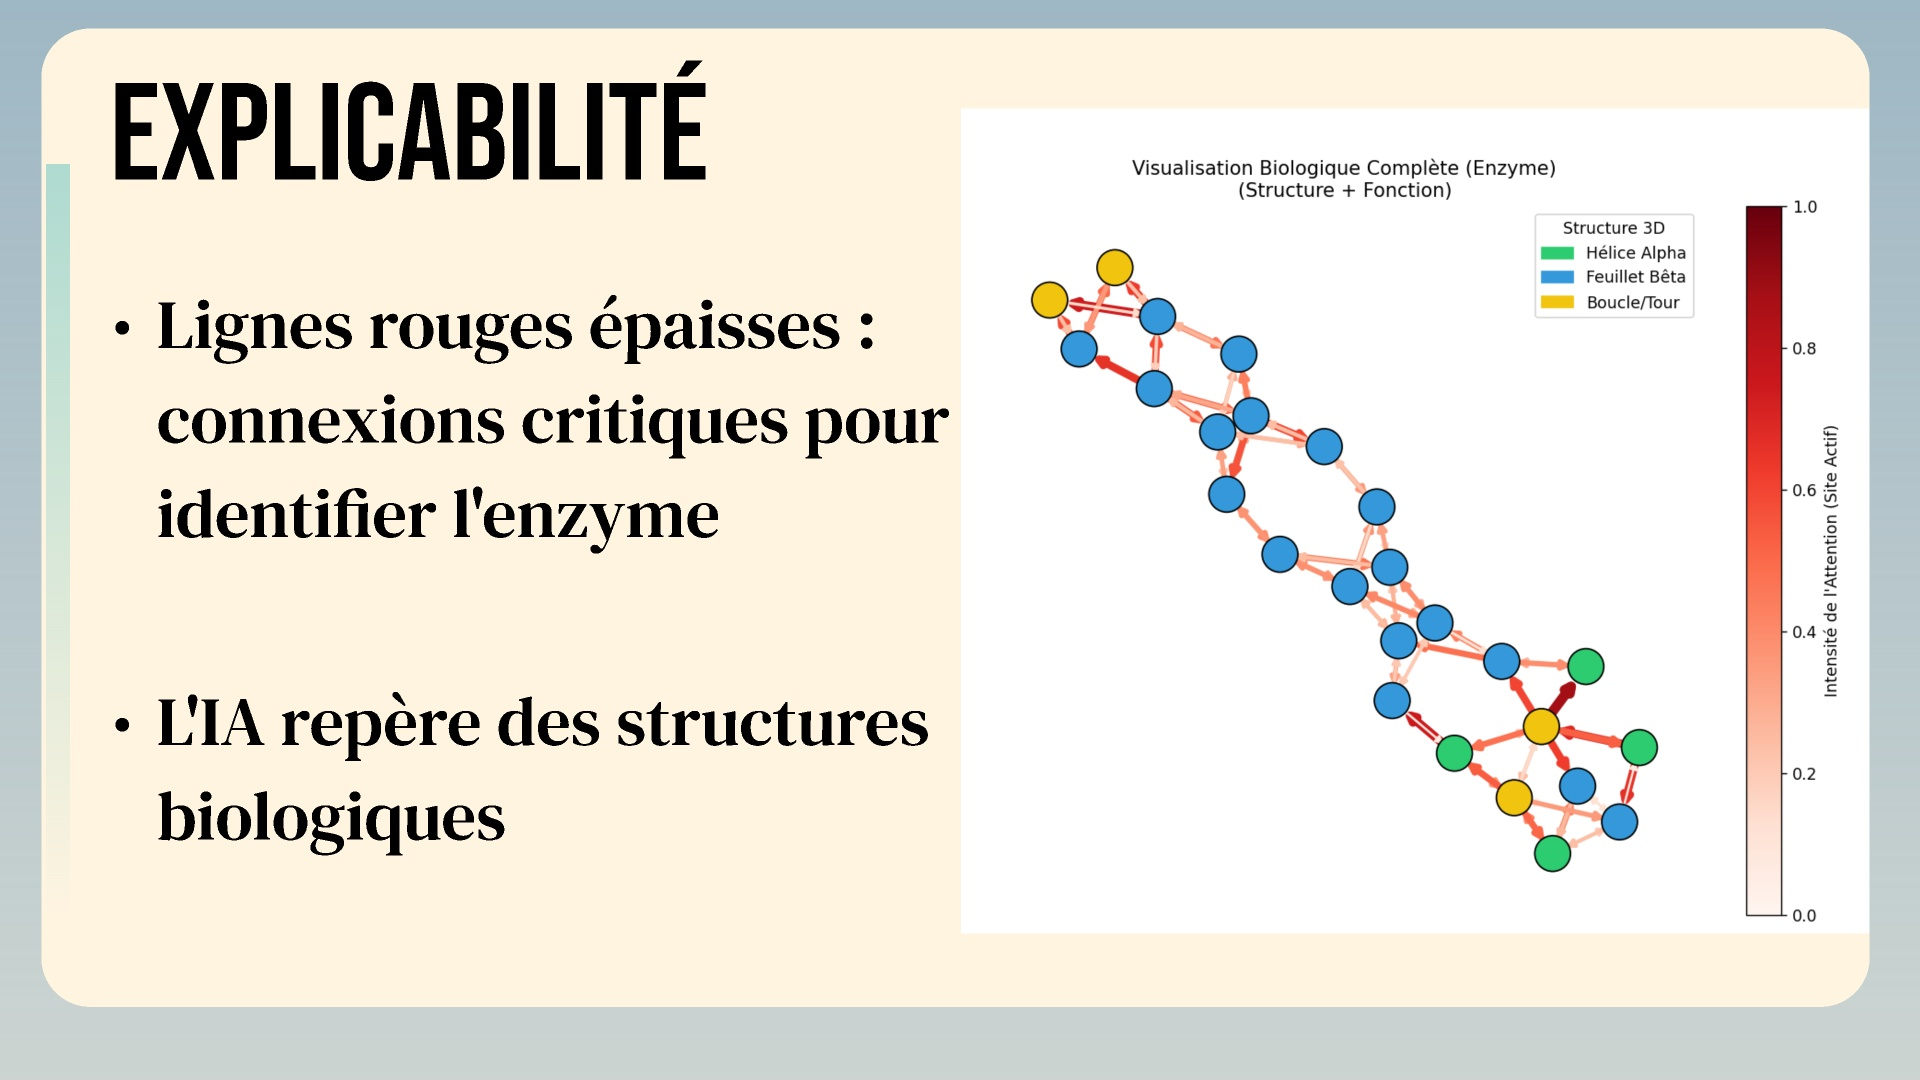 EXPLICABILITÉ
• Lignes rouges épaisses :
connexions critiques pour
identifier l'enzyme
• L'IA repère des structures
biologiques
Visualisation Biologique Complète (Enzyme)
(Structure + Fonction)
Structure 3D
Hélice Alpha
Feuillet Bêta
Boucle/Tour
1.0
0.8
0.6
0.4
0.2
0.0
Intensité de l'Attention (Site Actif)